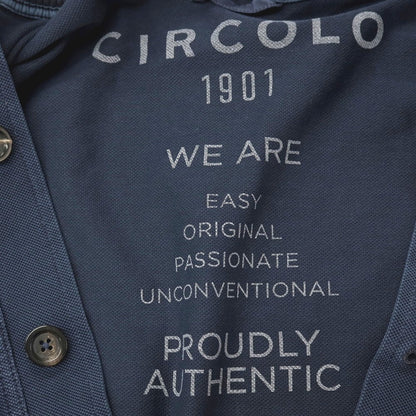 CIRCOLO
1901
WE ARE
EASY
ORIGINAL
PASSIONATE
UNCONVENTIONAL
PROUDLY
AUTHENTIC